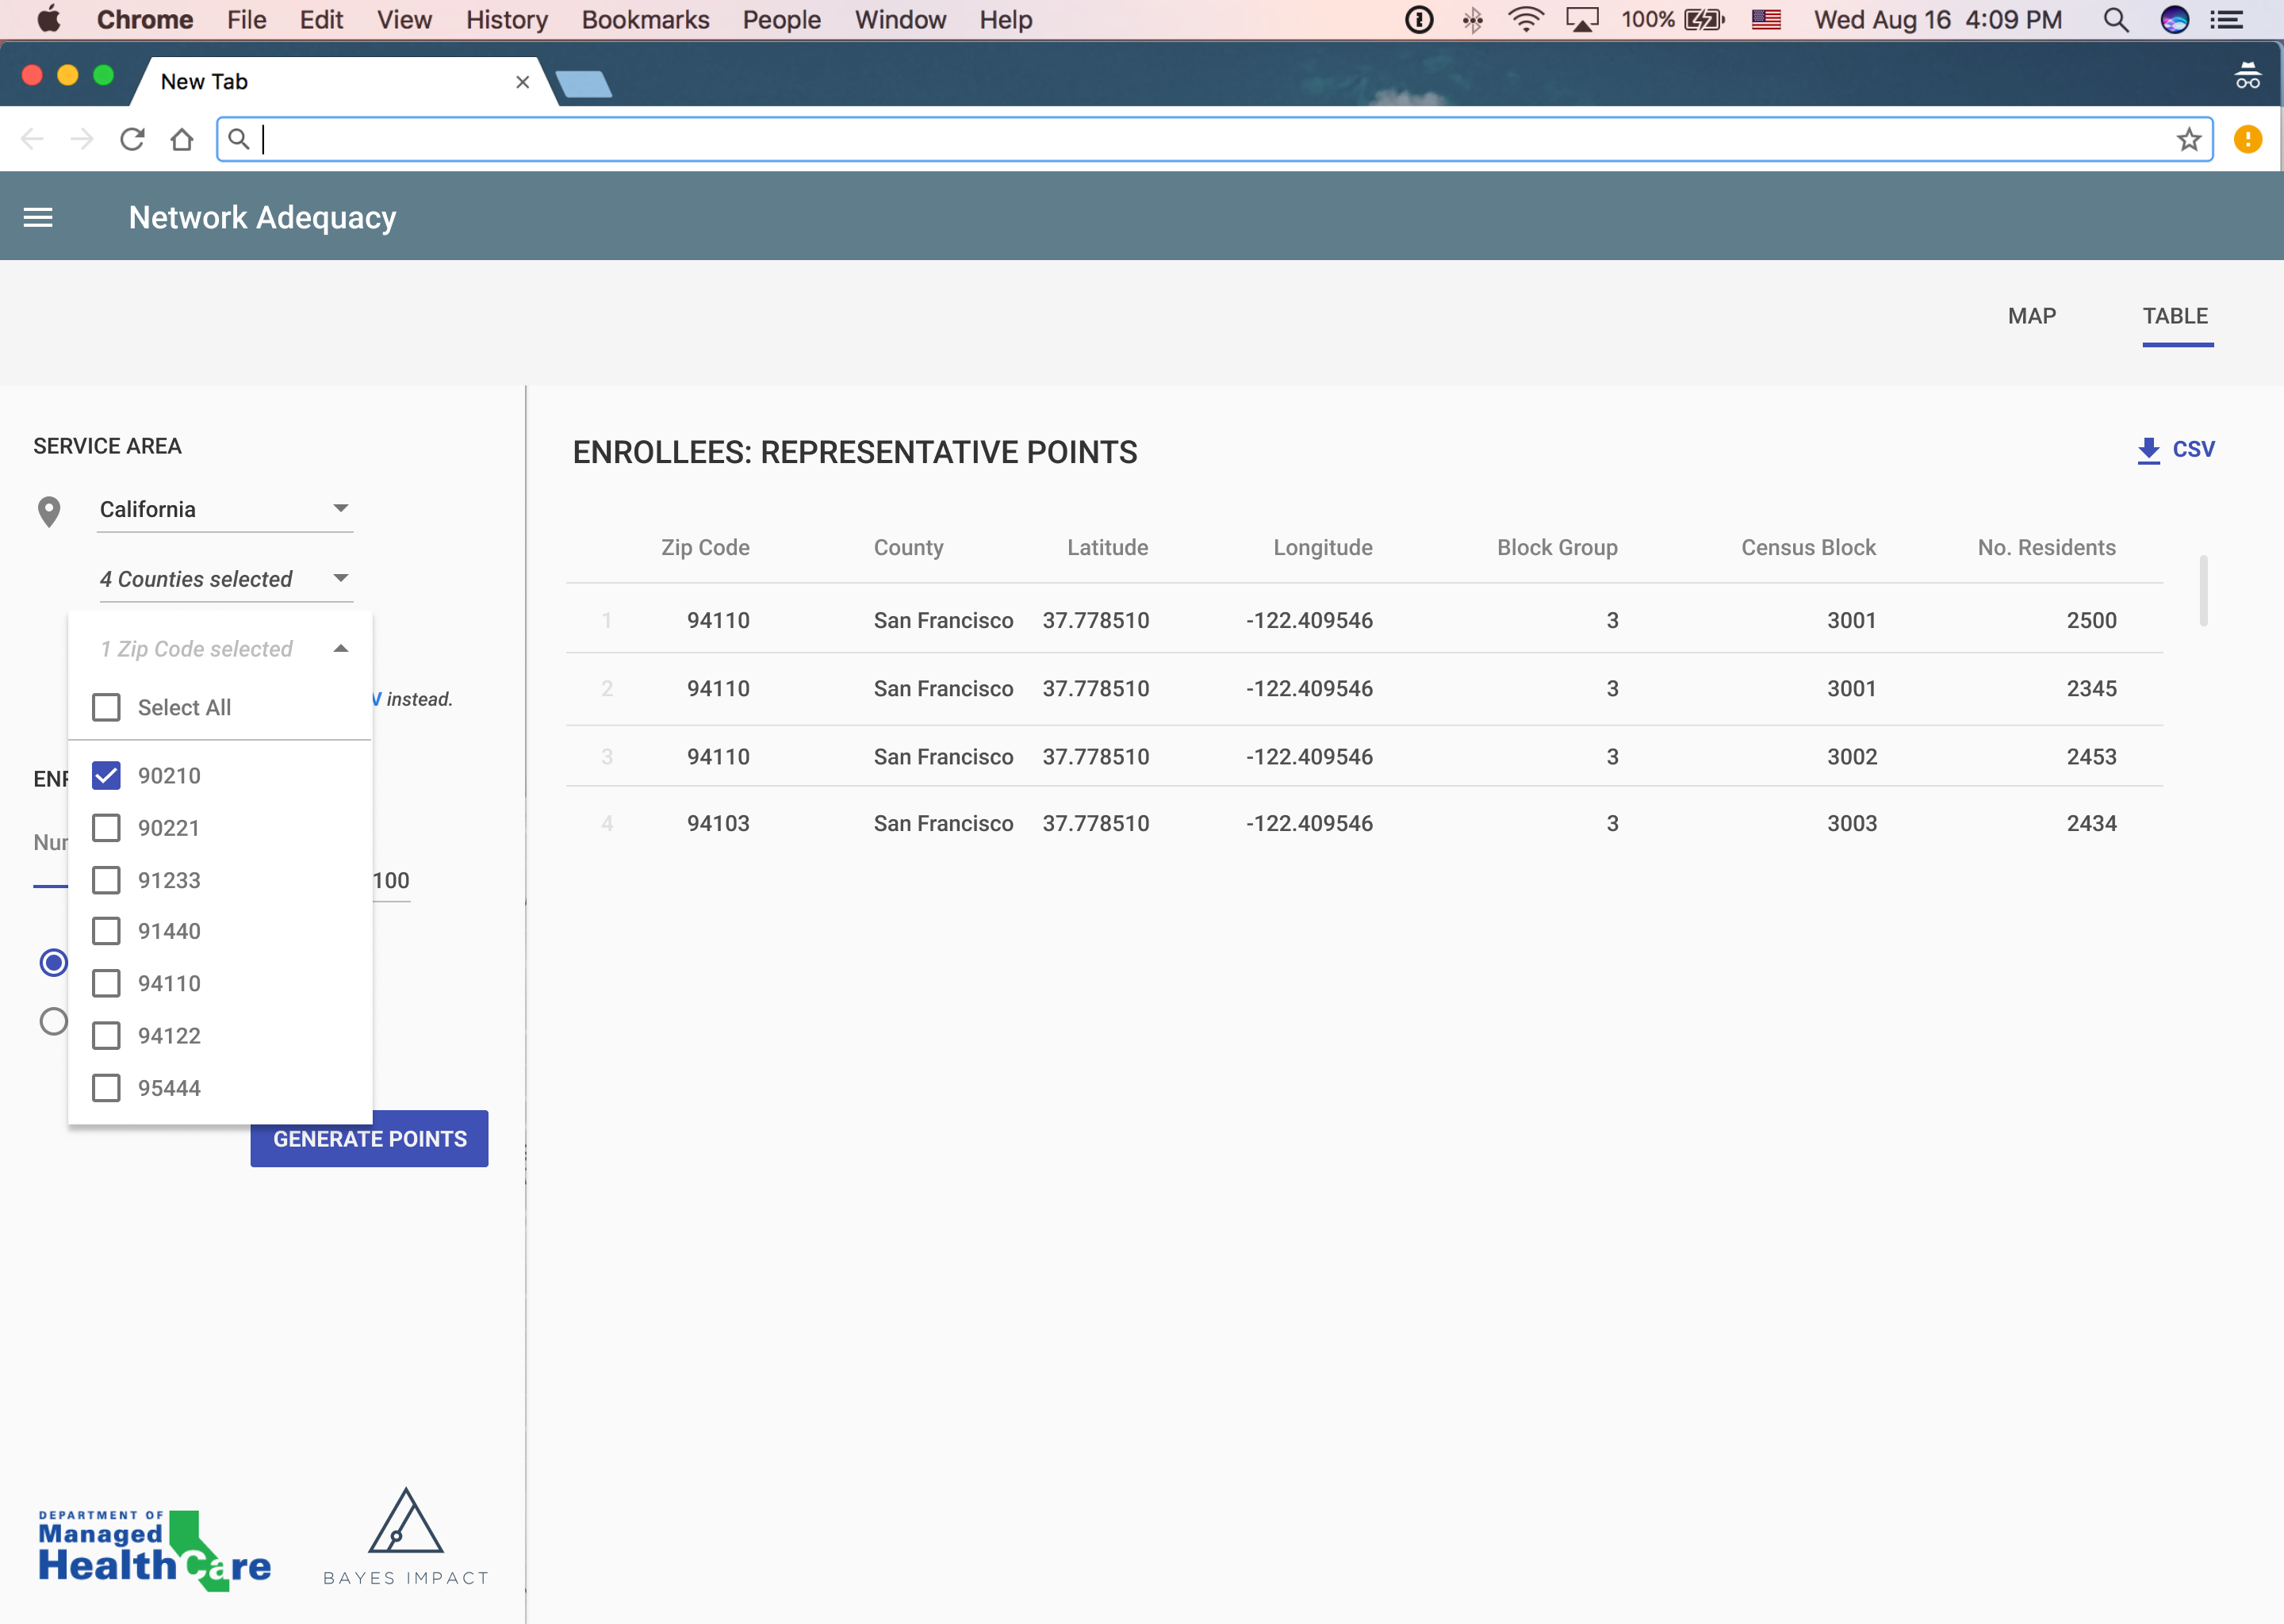 Chrome File Edit View History Bookmarks People Window Help 100% Wed Aug 16 4:09 PM
New Tab
Network Adequacy
MAP TABLE
SERVICE AREA
California
4 Counties selected
1 Zip Code selected
Select All
V instead.
90210
90221
91233
100
91440
94110
94122
95444
GENERATE POINTS
ENROLLEES: REPRESENTATIVE POINTS
CSV
Zip Code County Latitude Longitude Block Group Census Block No. Residents
1 94110 San Francisco 37.778510 -122.409546 3 3001 2500
2 94110 San Francisco 37.778510 -122.409546 3 3001 2345
3 94110 San Francisco 37.778510 -122.409546 3 3002 2453
4 94103 San Francisco 37.778510 -122.409546 3 3003 2434
DEPARTMENT OF
Managed
HealthCare
BAYES IMPACT